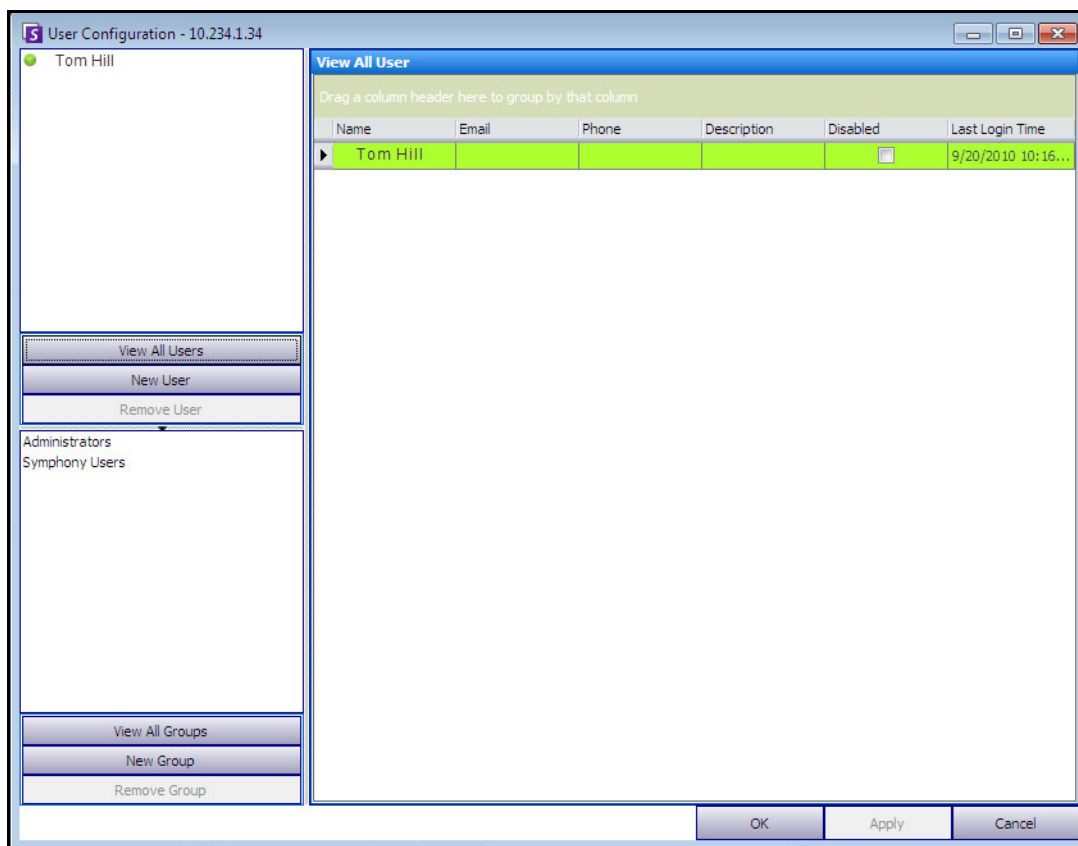 User Configuration - 10.234.1.34
Tom Hill
View All Users
New User
Remove User
Administrators
Symphony Users
View All Groups
New Group
Remove Group
View All User
Drag a column header here to group by that column
Name Email Phone Description Disabled Last Login Time
Tom Hill 9/20/2010 10:16...
OK Apply Cancel